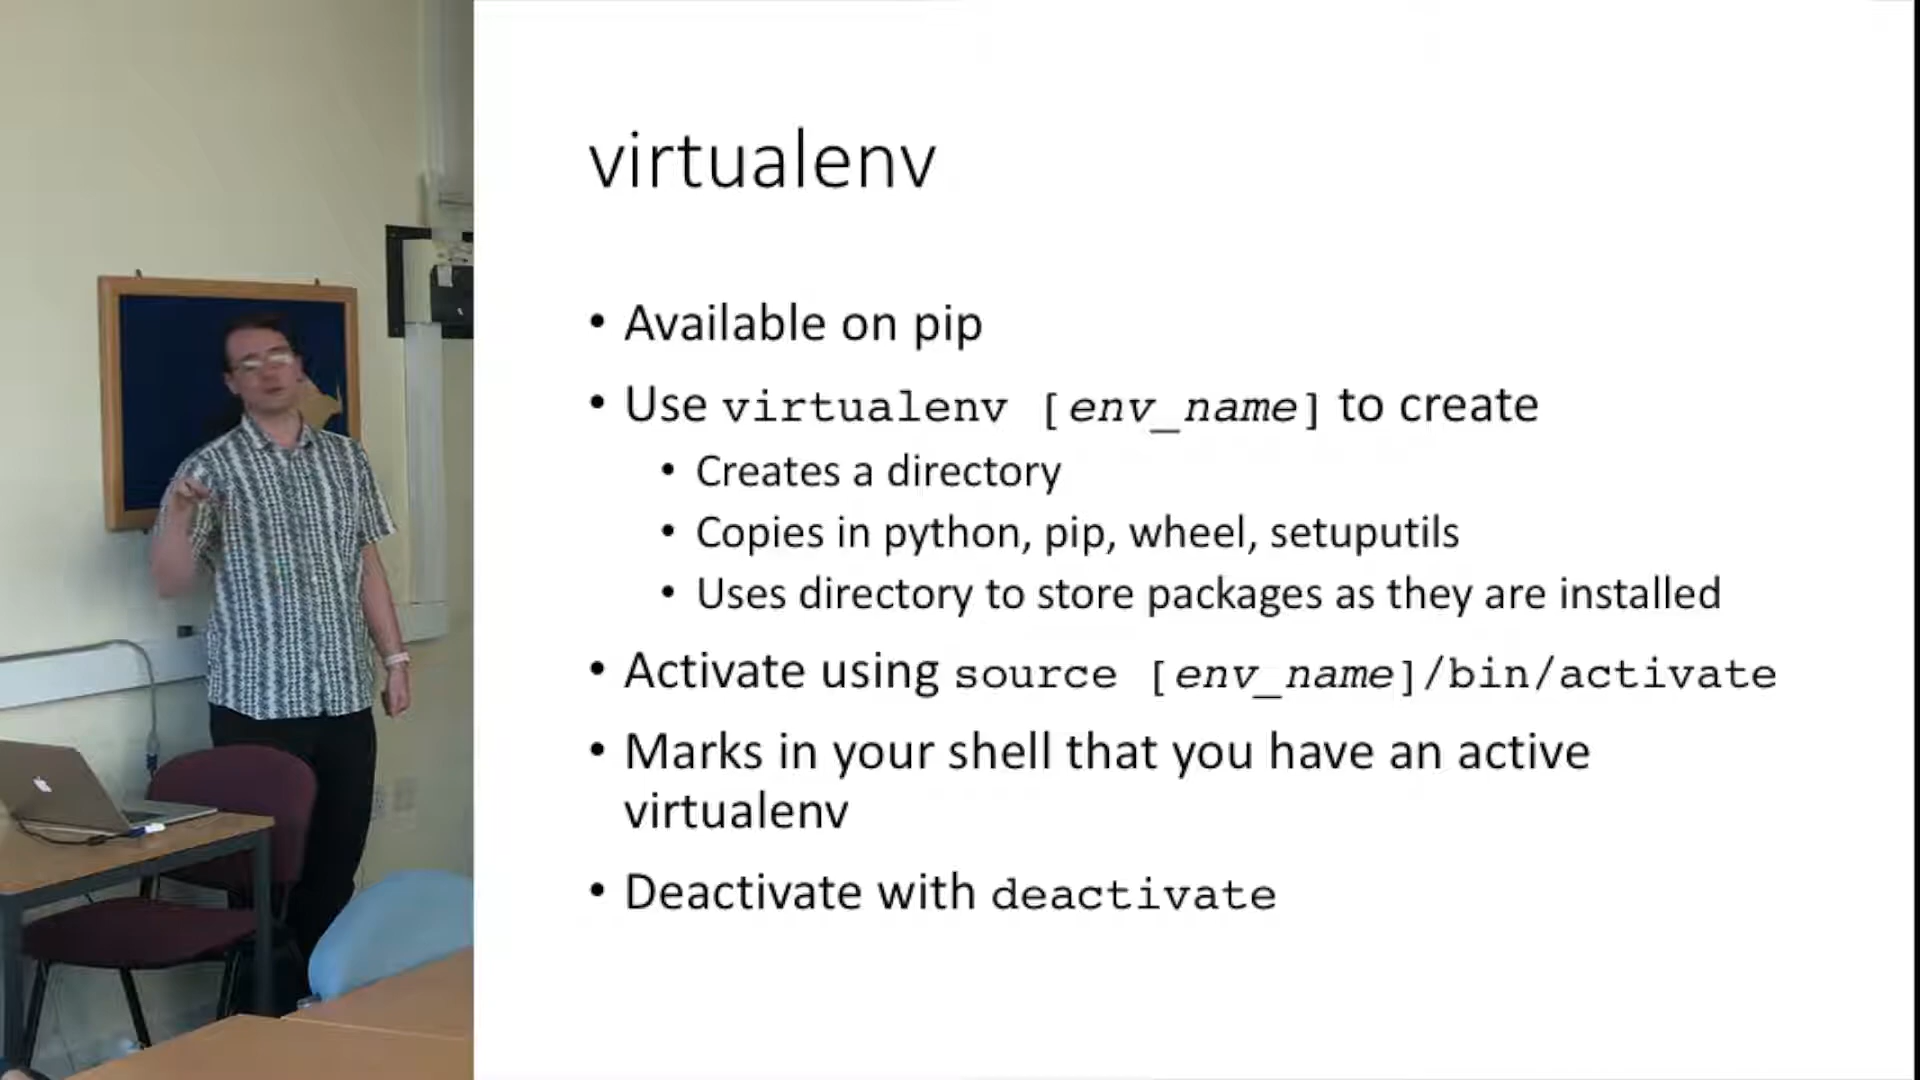 virtualenv
• Available on pip
• Use virtualenv [env_name] to create
• Creates a directory
• Copies in python, pip, wheel, setuputils
• Uses directory to store packages as they are installed
• Activate using source [env_name]/bin/activate
• Marks in your shell that you have an active
virtualenv
• Deactivate with deactivate